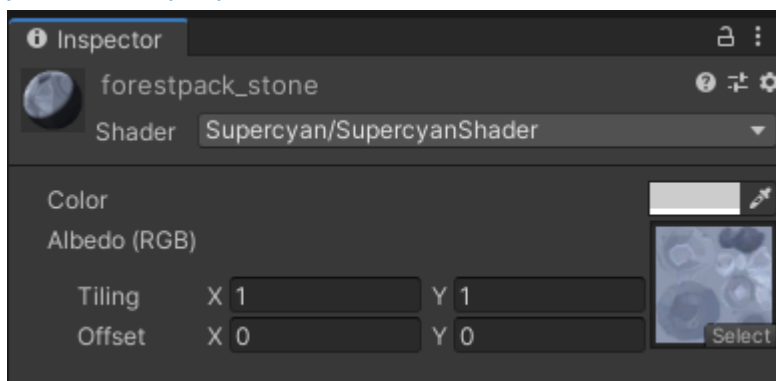 Inspector
forestpack_stone
Shader Supercyan/SupercyanShader
Color
Albedo (RGB)
Tiling X 1 Y 1
Offset X 0 Y 0
Select